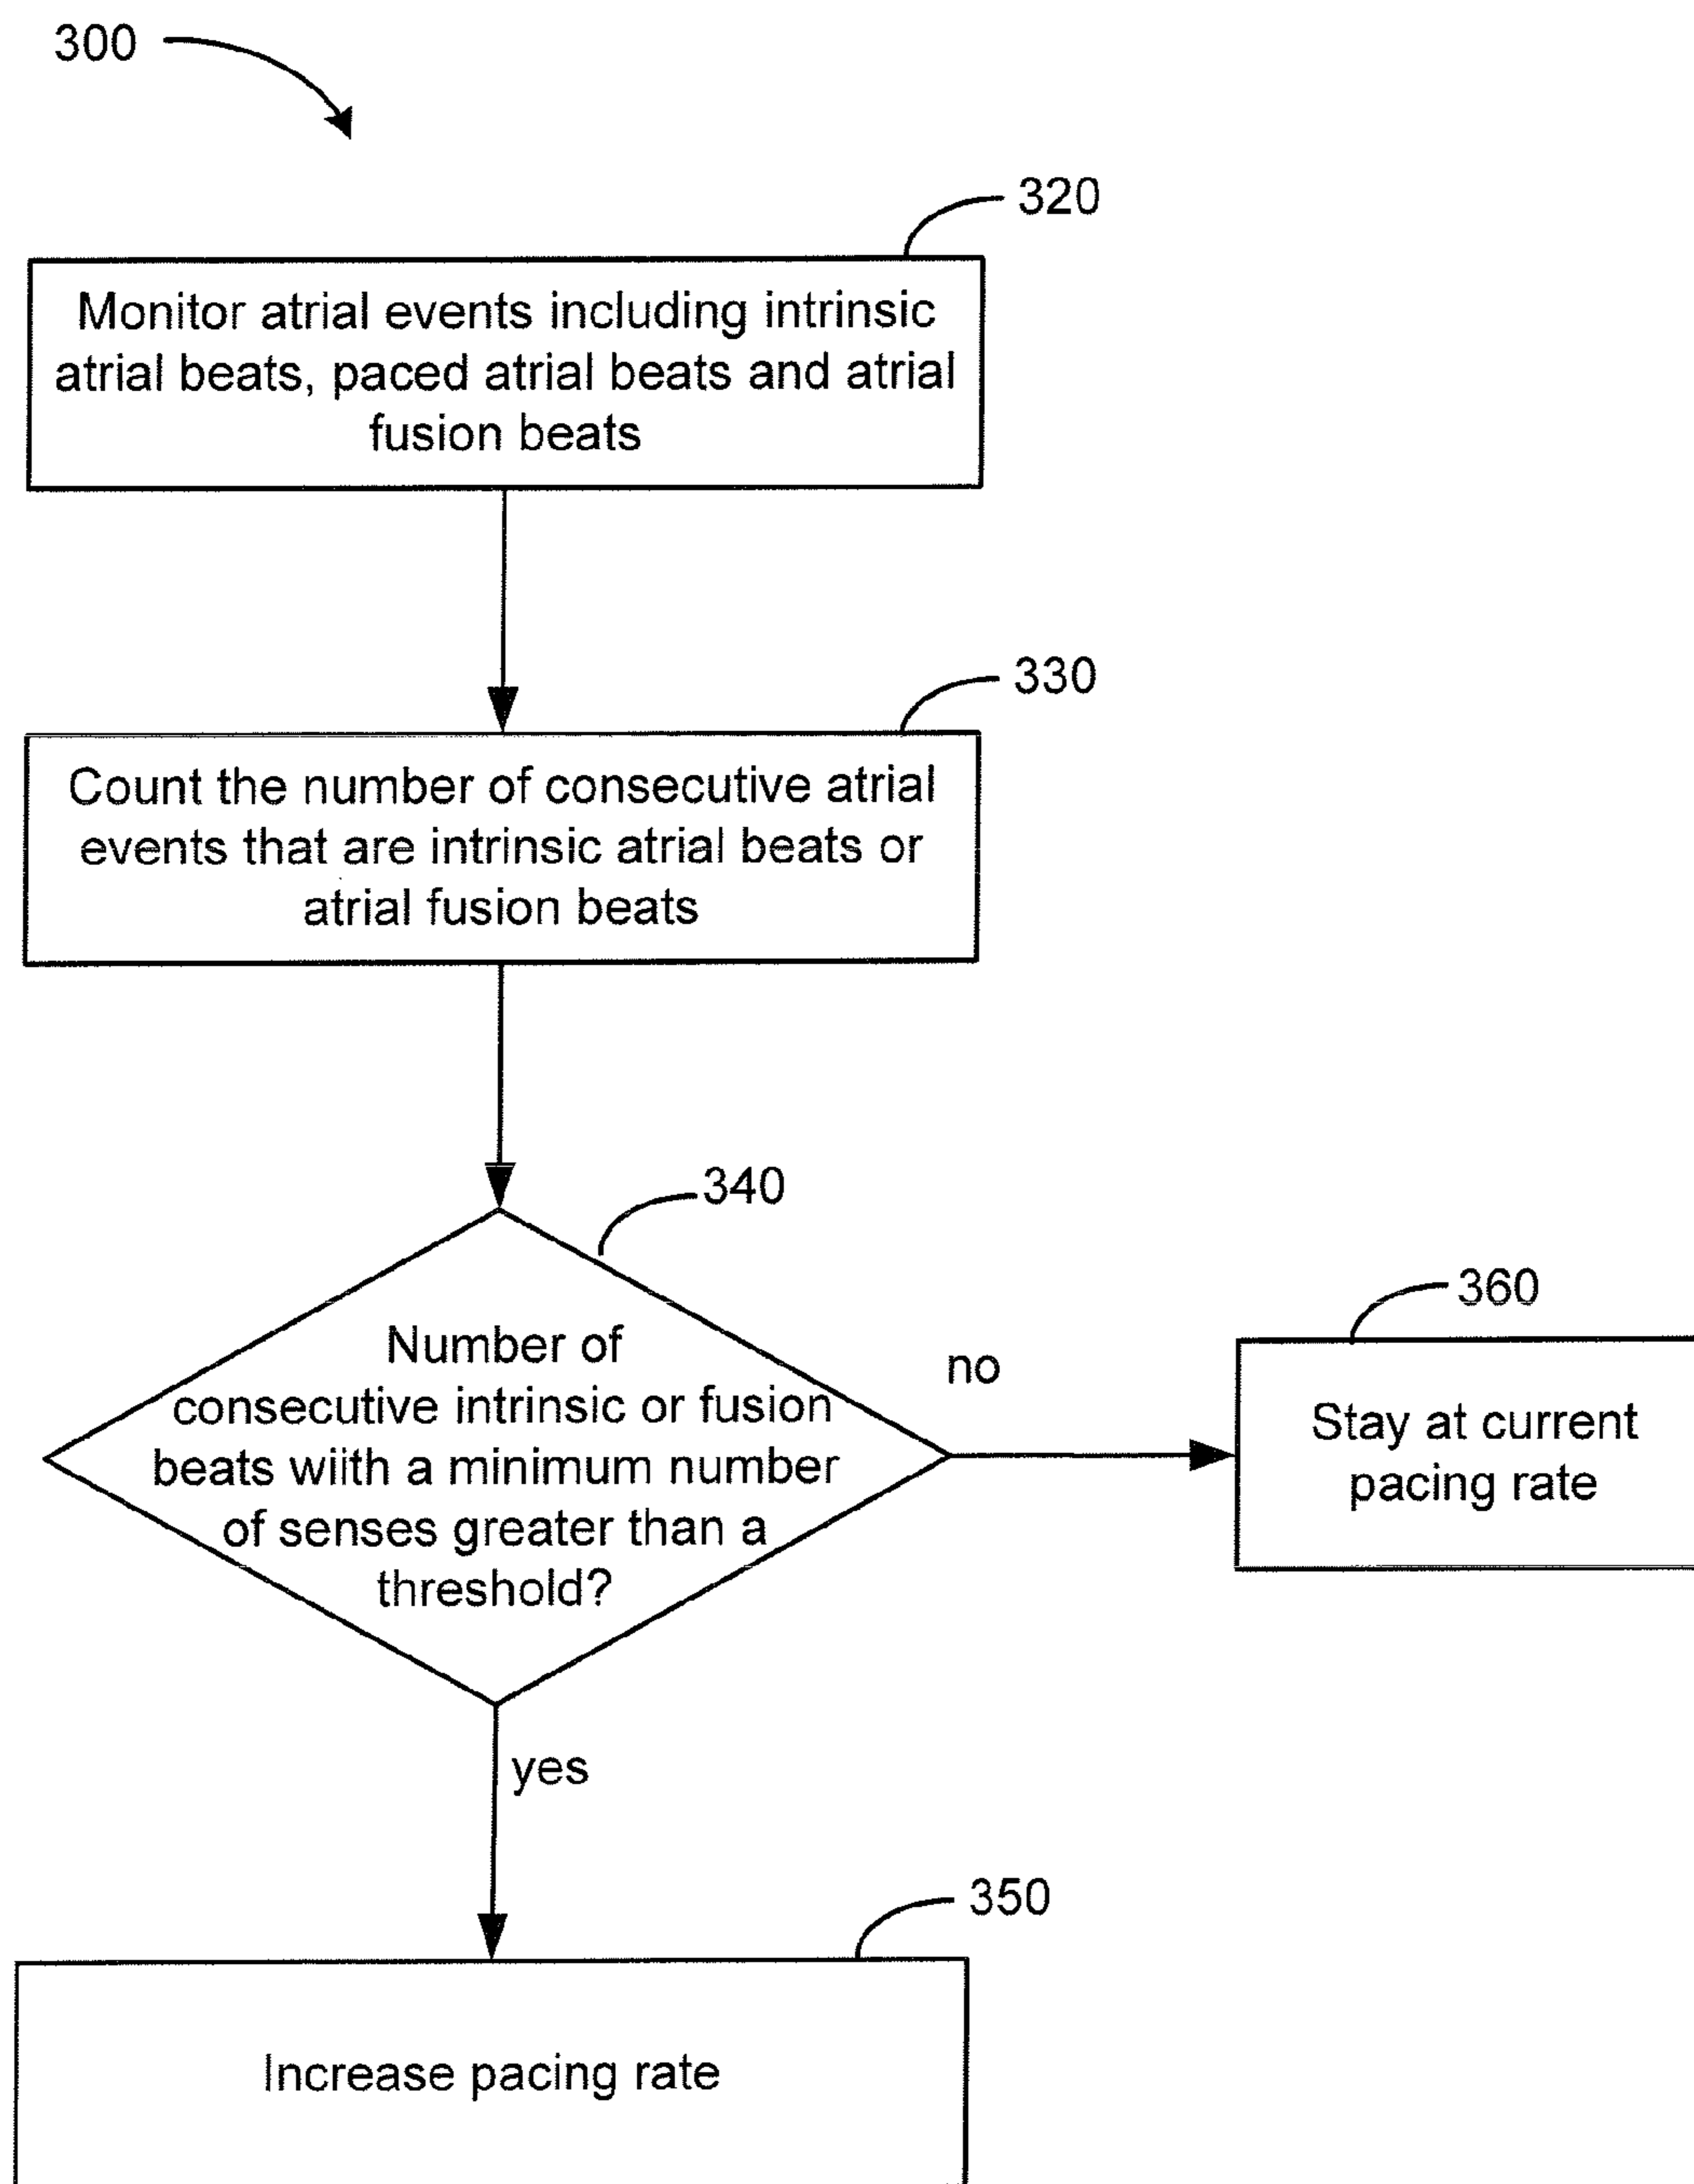 300
320
Monitor atrial events including intrinsic
atrial beats, paced atrial beats and atrial
fusion beats
330
Count the number of consecutive atrial
events that are intrinsic atrial beats or
atrial fusion beats
340
Number of
consecutive intrinsic or fusion
beats wiith a minimum number
of senses greater than a
threshold?
no
360
Stay at current
pacing rate
yes
350
Increase pacing rate